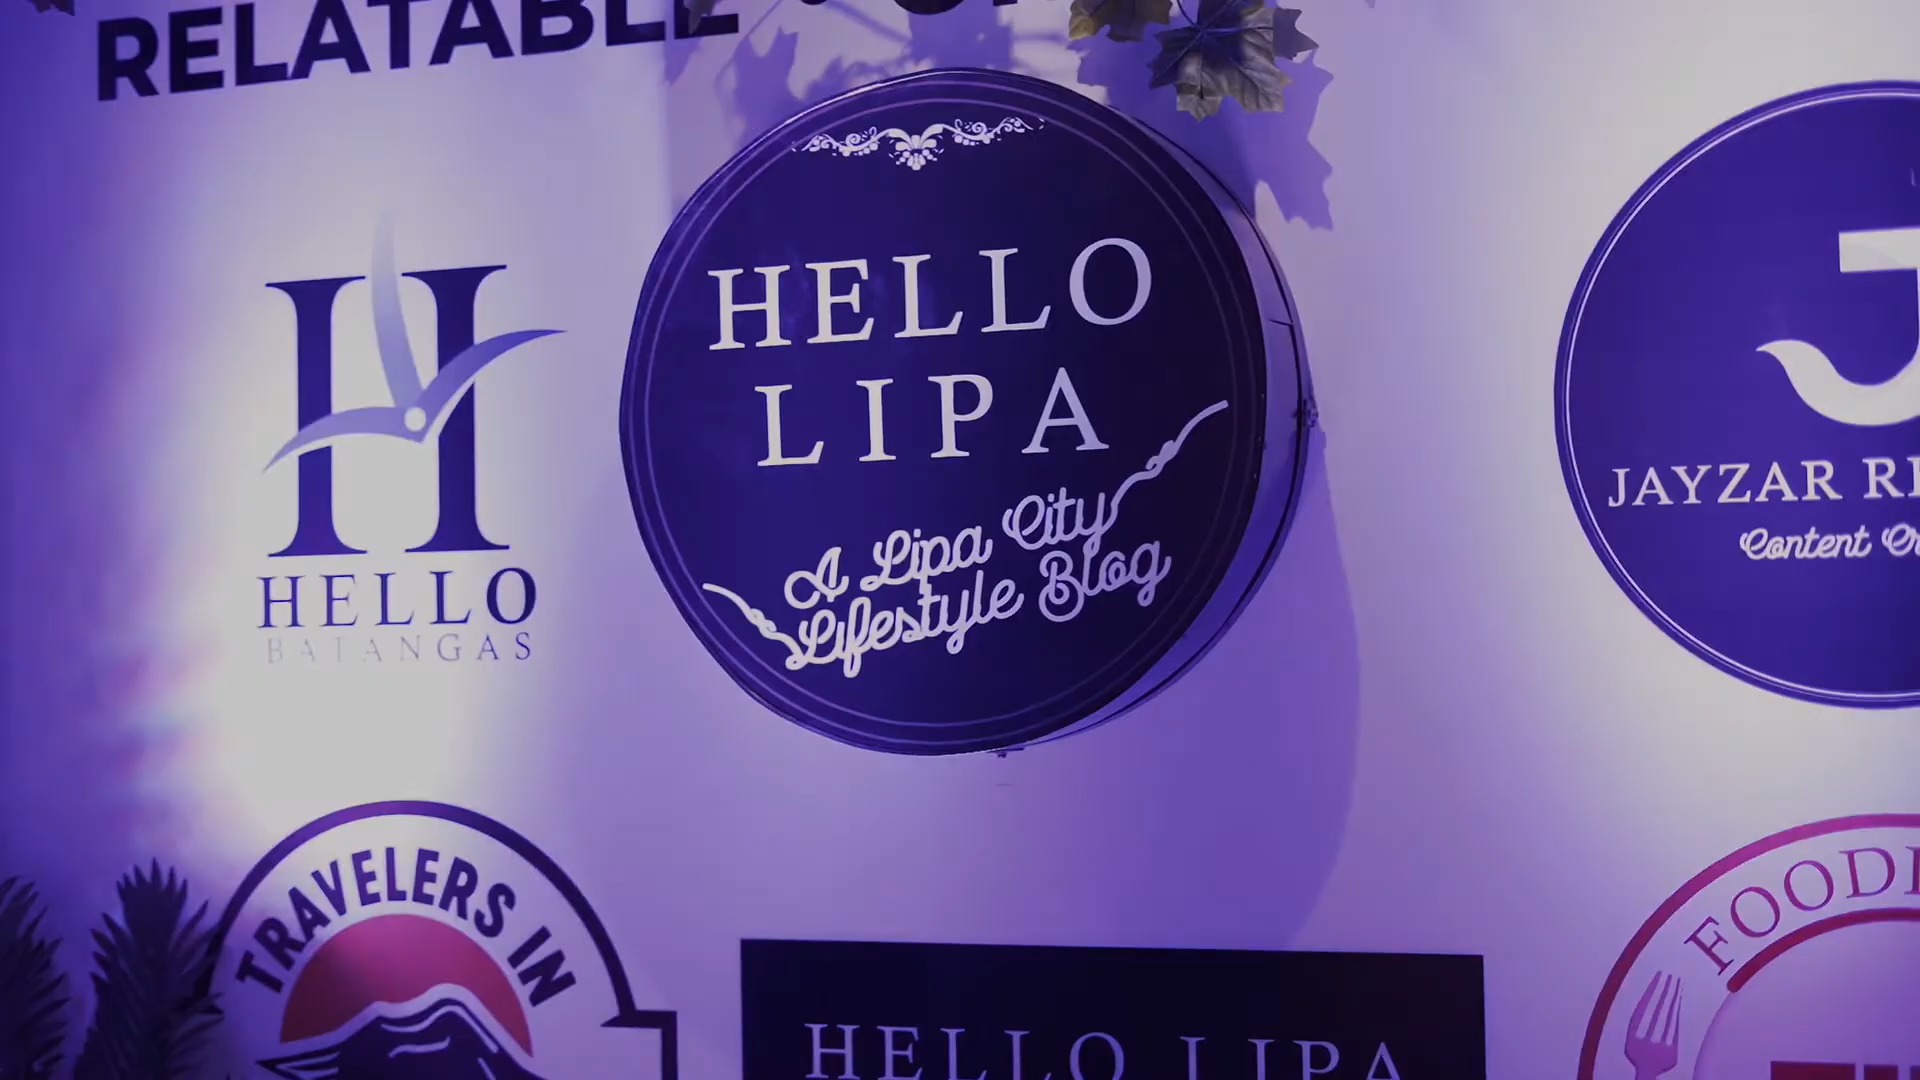 RELATABLE
HELLO
LIPA
A Lipa City
Lifestyle Blog
H
HELLO
BATANGAS
J
JAYZAR
Content
TRAVELERS IN
HELLO LIPA